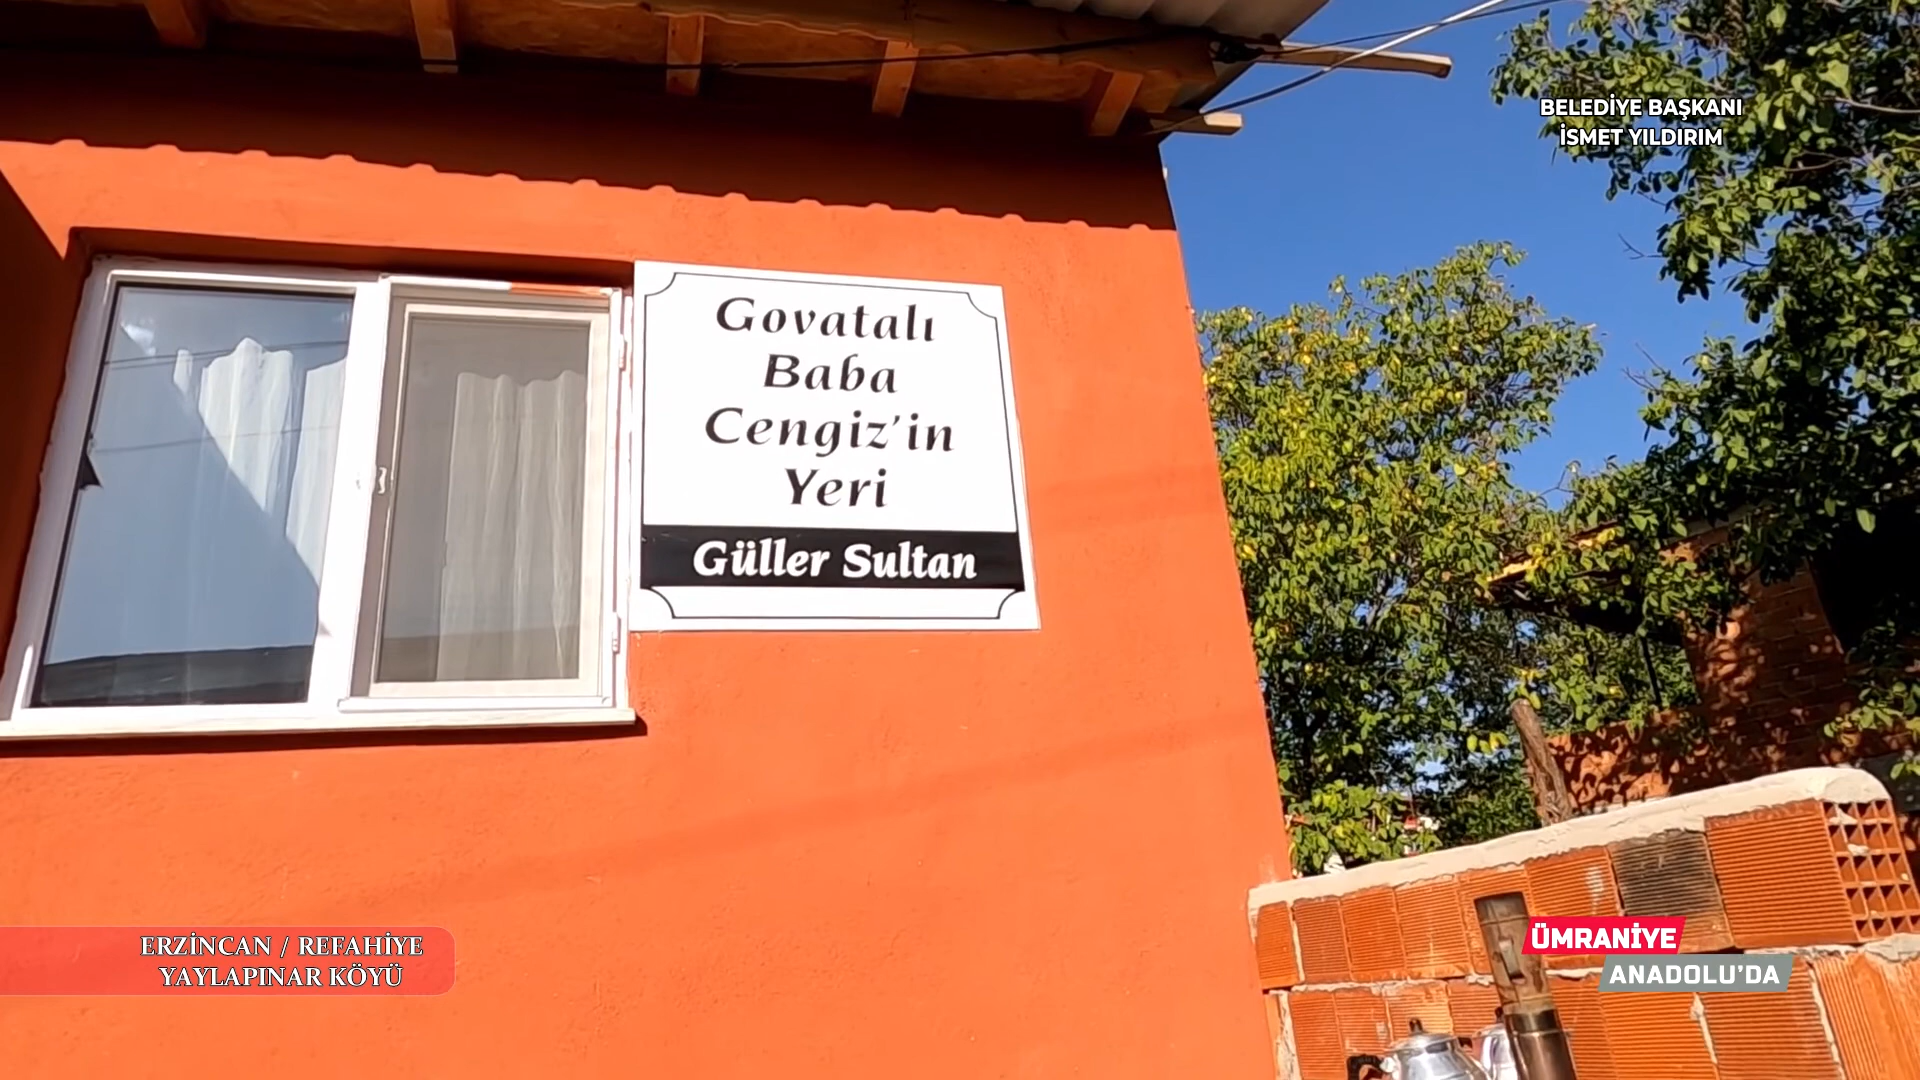 BELEDİYE BAŞKANI
İSMET YILDIRIM
Govatalı
Baba
Cengiz'in
Yeri
Güller Sultan
ERZİNCAN / REFAHİYE
YAYLAPINAR KÖYÜ
ÜMRANİYE
ANADOLU'DA